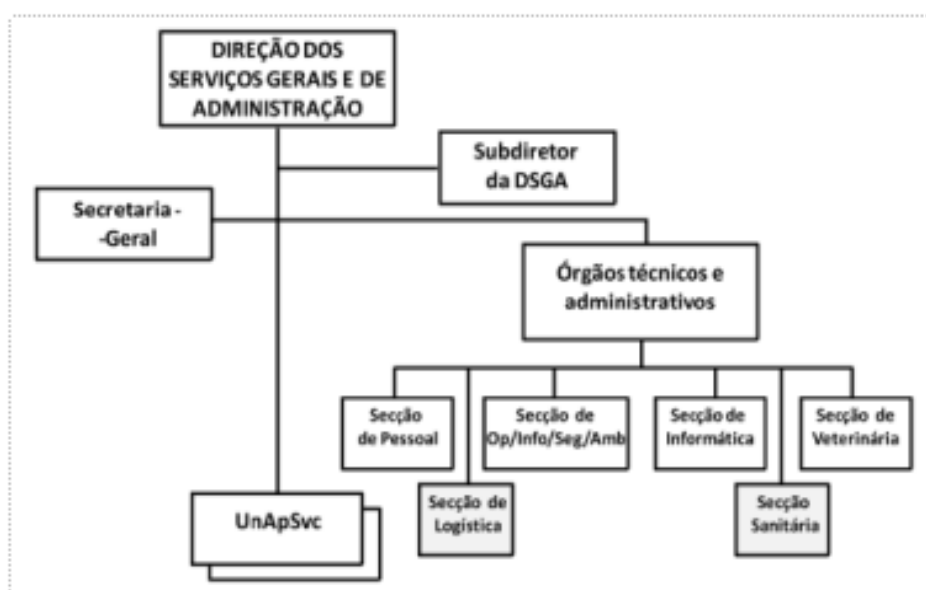 DIREÇÃO DOS
SERVIÇOS GERAIS E DE
ADMINISTRAÇÃO
Subdiretor
da DSGA
Secretaria -
-Geral
Órgãos técnicos e
administrativos
Secção
de Pessoal
Secção de
Op/Info/Seg/Amb
Secção de
Informática
Secção de
Veterinária
Secção de
Logística
Secção
Sanitária
UnApSvc